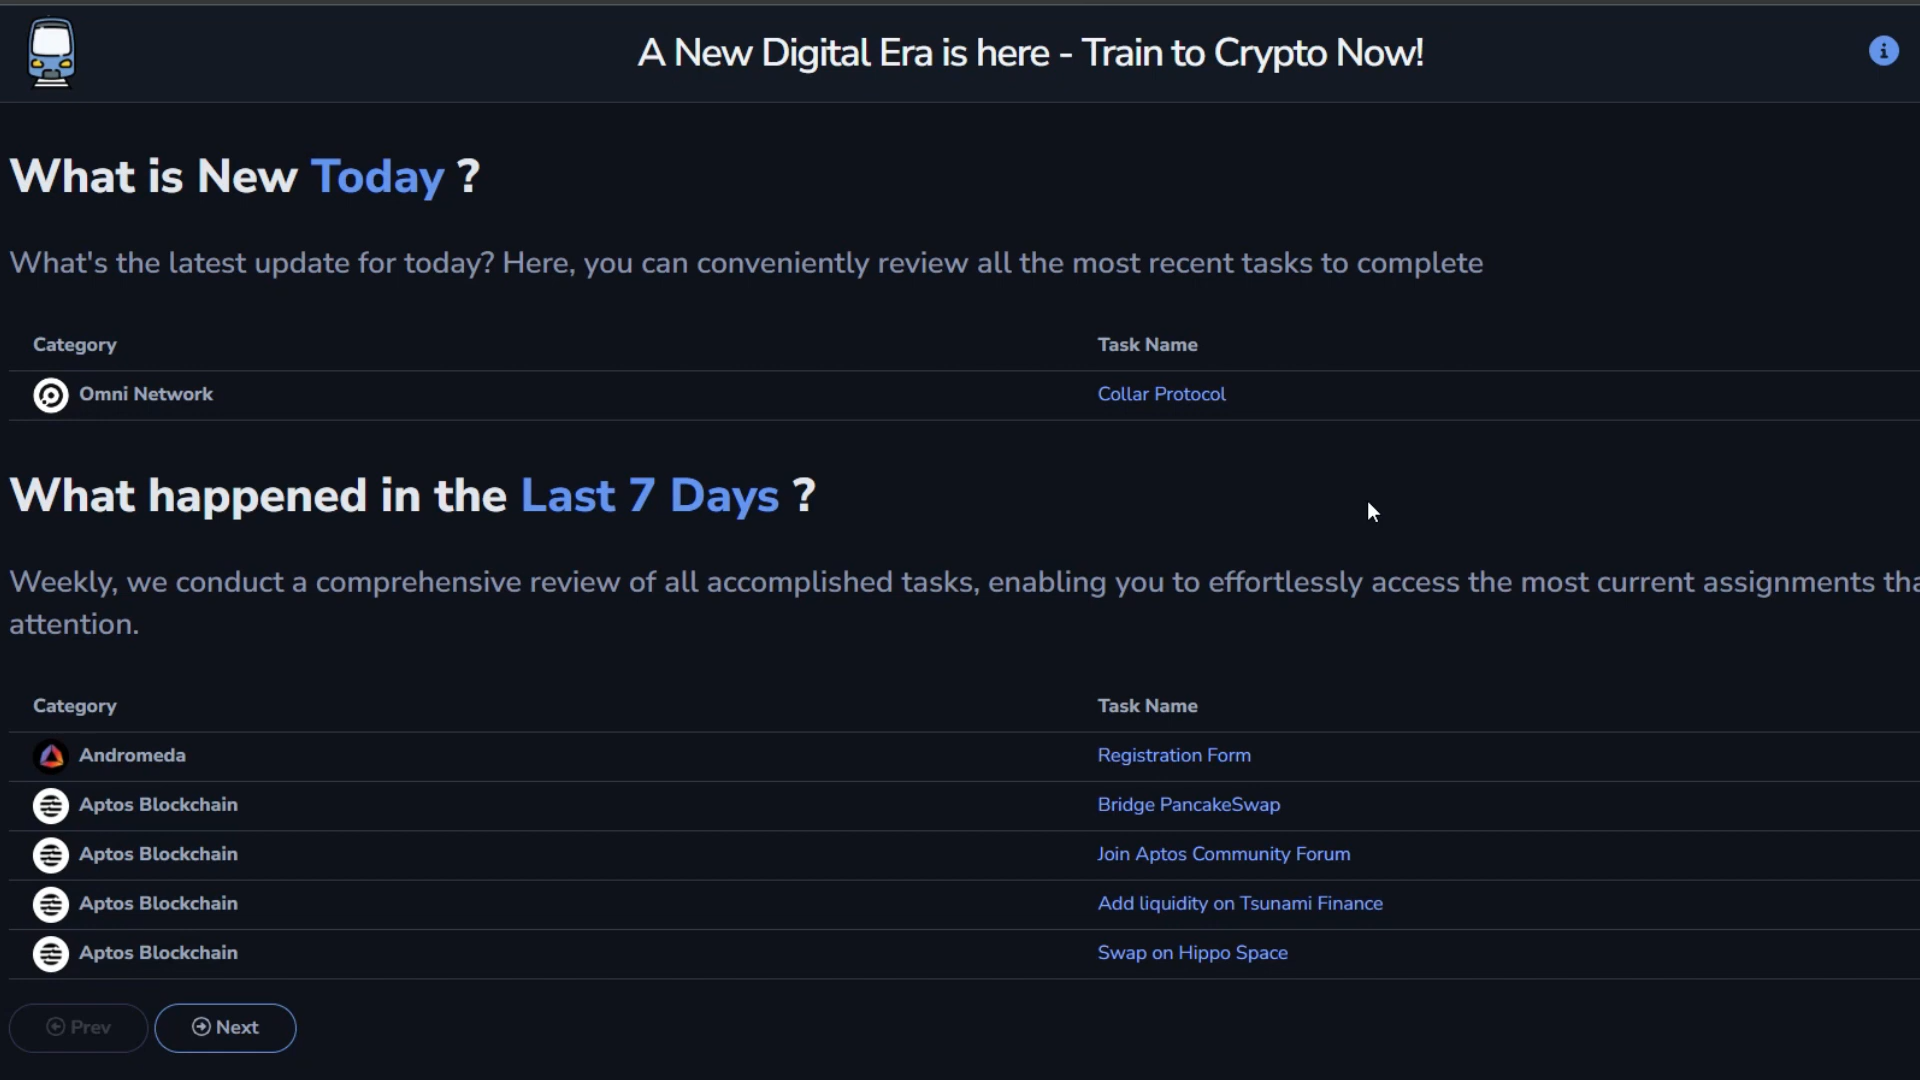 A New Digital Era is here - Train to Crypto Now!
What is New Today ?
What's the latest update for today? Here, you can conveniently review all the most recent tasks to complete
Category Task Name
Omni Network Collar Protocol
What happened in the Last 7 Days ?
Weekly, we conduct a comprehensive review of all accomplished tasks, enabling you to effortlessly access the most current assignments
attention.
Category Task Name
Andromeda Registration Form
Aptos Blockchain Bridge PancakeSwap
Aptos Blockchain Join Aptos Community Forum
Aptos Blockchain Add liquidity on Tsunami Finance
Aptos Blockchain Swap on Hippo Space
Prev Next